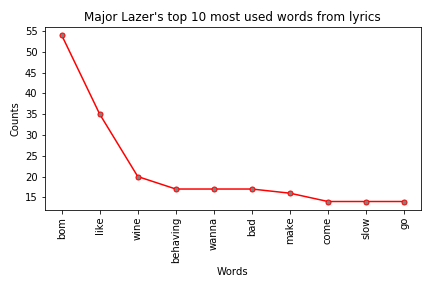 Major Lazer's top 10 most used words from lyrics
55
50
45
40
35
30
25
20
15
Counts
bom
like
wine
behaving
wanna
bad
make
come
slow
go
Words